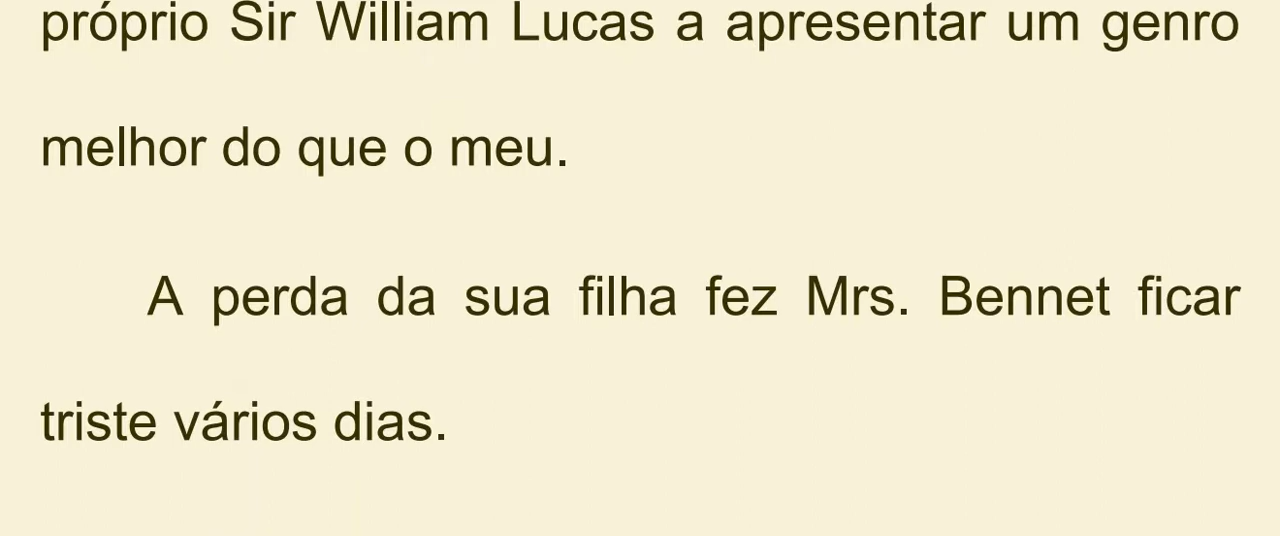 próprio Sir William Lucas a apresentar um genro
melhor do que o meu.
A perda da sua filha fez Mrs. Bennet ficar
triste vários dias.